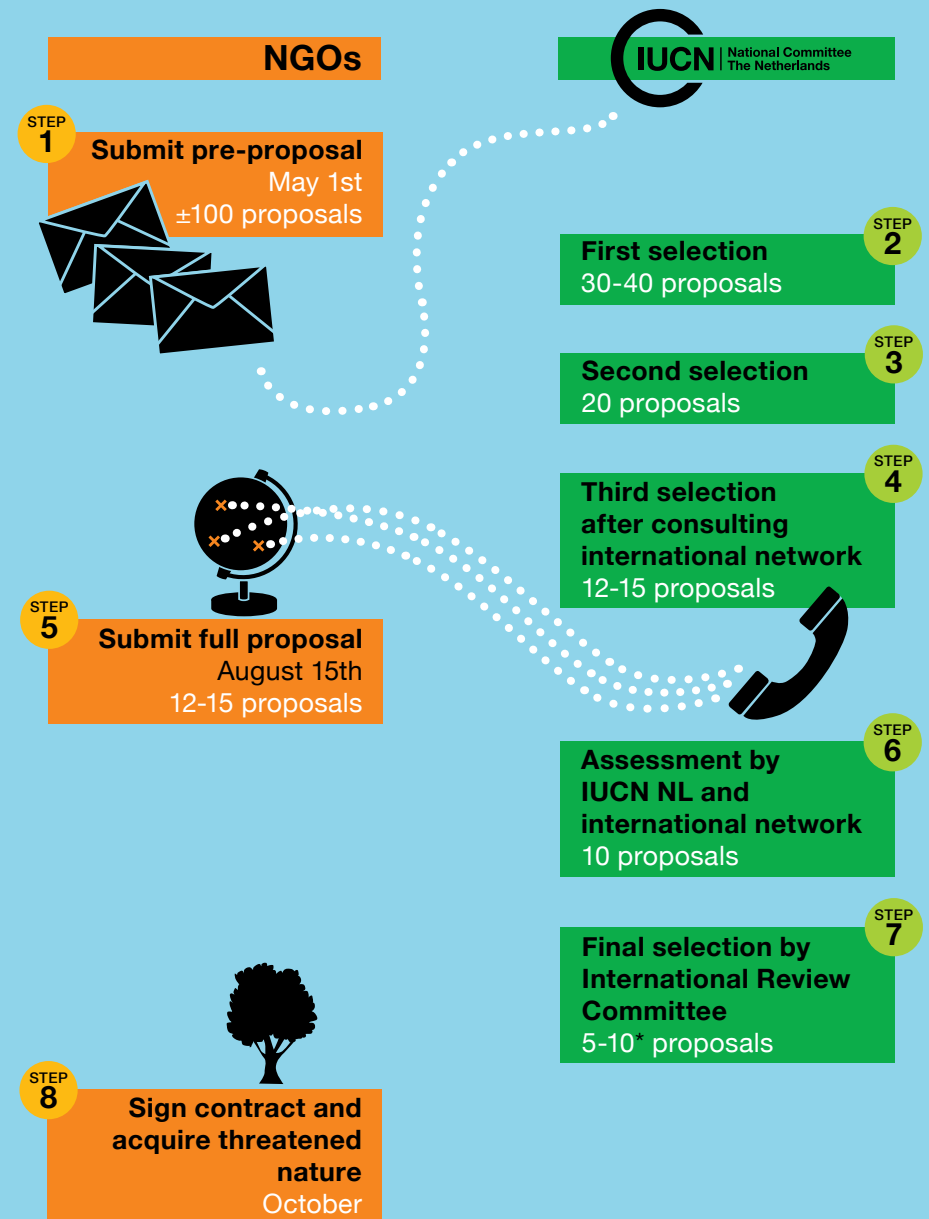 NGOs
IUCN
National Committee
The Netherlands
STEP
1
Submit pre-proposal
May 1st
±100 proposals
STEP
2
First selection
30-40 proposals
STEP
3
Second selection
20 proposals
STEP
4
Third selection
after consulting
international network
12-15 proposals
STEP
5
Submit full proposal
August 15th
12-15 proposals
STEP
6
Assessment by
IUCN NL and
international network
10 proposals
STEP
7
Final selection by
International Review
Committee
5-10* proposals
STEP
8
Sign contract and
acquire threatened
nature
October